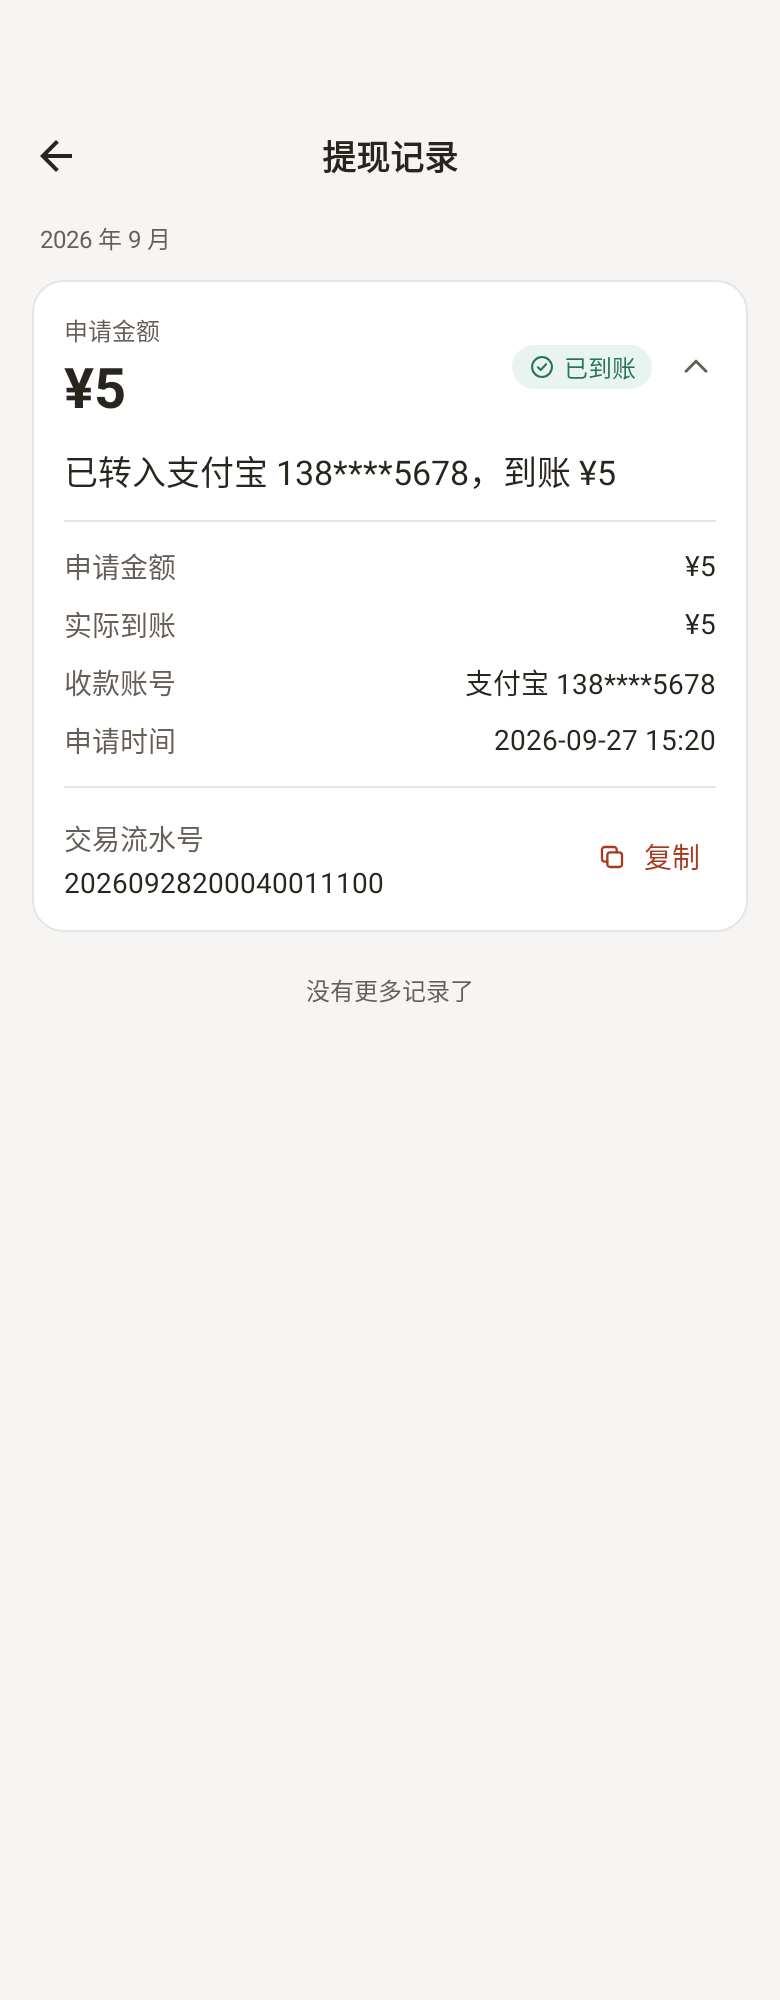 提现记录
2026 年 9 月
申请金额
¥5
已到账
已转入支付宝 138****5678，到账 ¥5
申请金额 ¥5
实际到账 ¥5
收款账号 支付宝 138****5678
申请时间 2026-09-27 15:20
交易流水号
20260928200040011100
复制
没有更多记录了